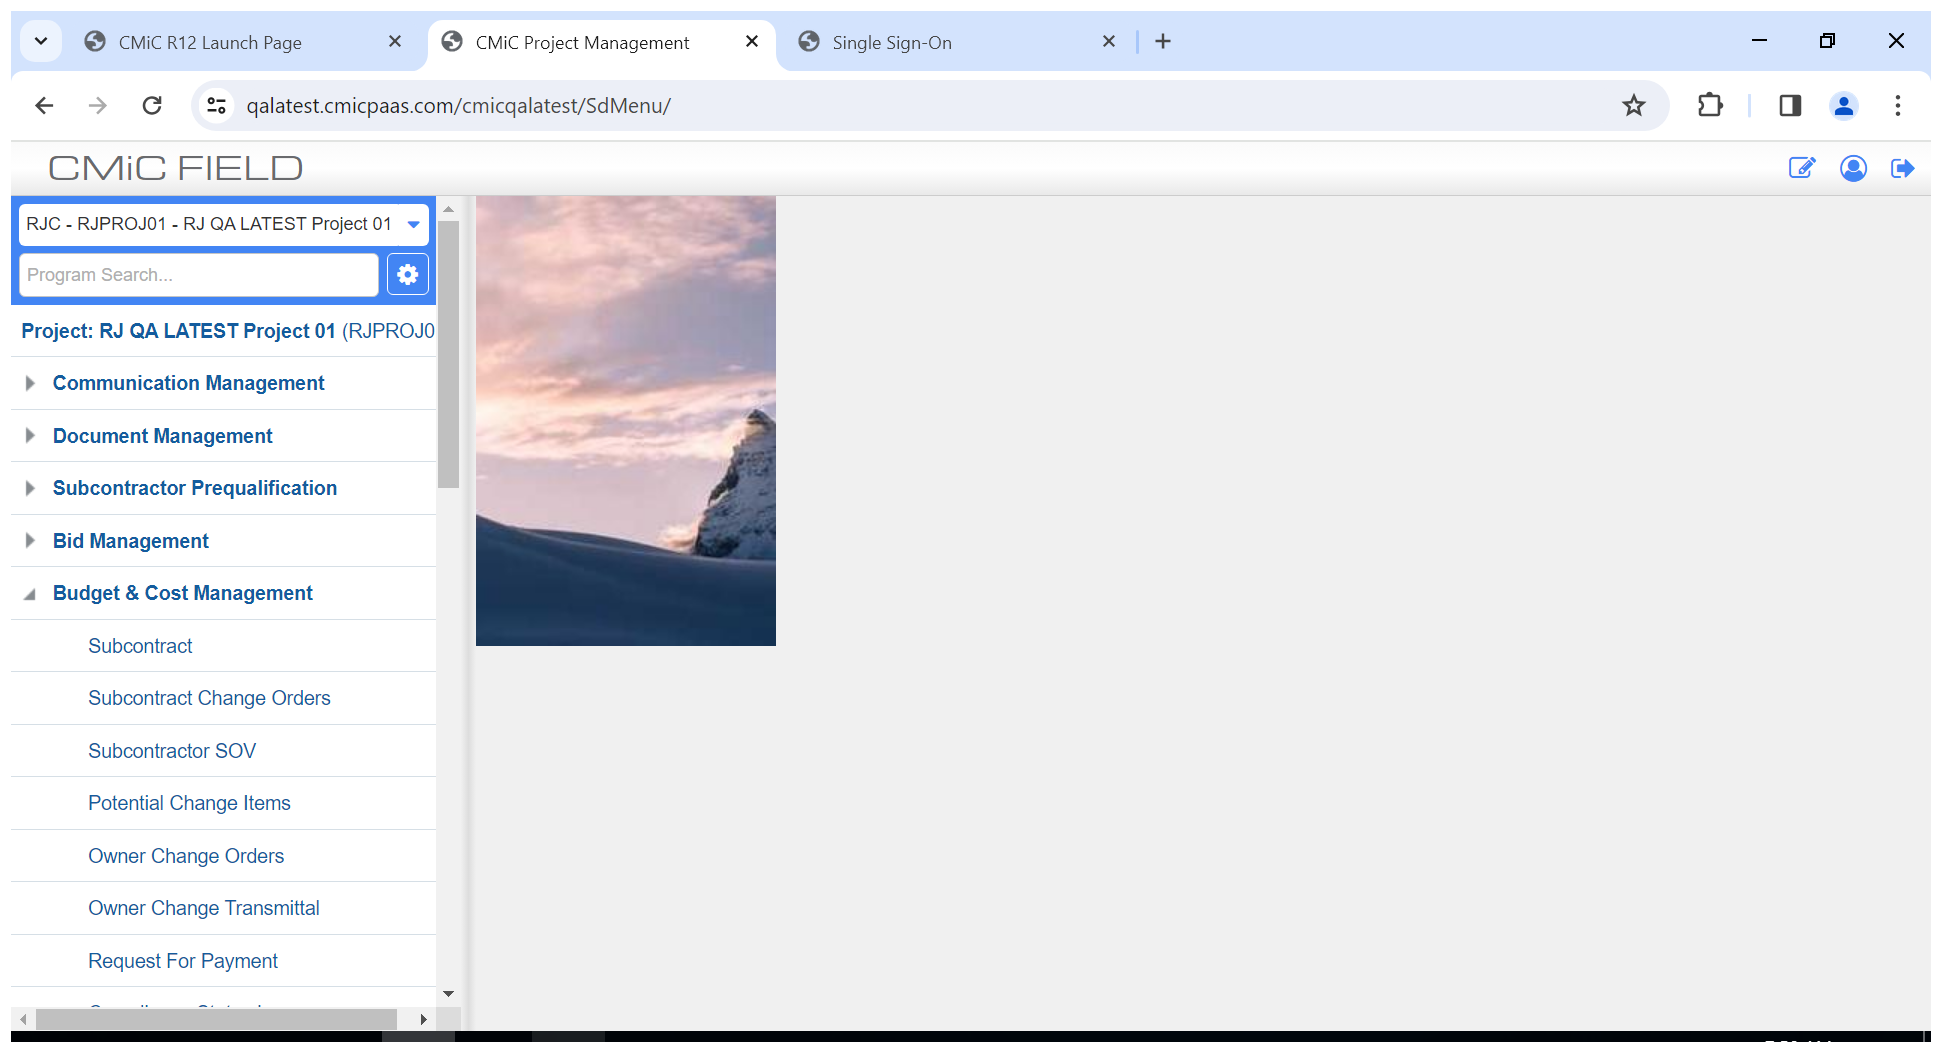 CMiC R12 Launch Page
CMiC Project Management
Single Sign-On
qalatest.cmicpaas.com/cmicqalatest/SdMenu/
CMiC FIELD
RJC - RJPROJ01 - RJ QA LATEST Project 01
Program Search...
Project: RJ QA LATEST Project 01 (RJPROJ0
Communication Management
Document Management
Subcontractor Prequalification
Bid Management
Budget & Cost Management
Subcontract
Subcontract Change Orders
Subcontractor SOV
Potential Change Items
Owner Change Orders
Owner Change Transmittal
Request For Payment